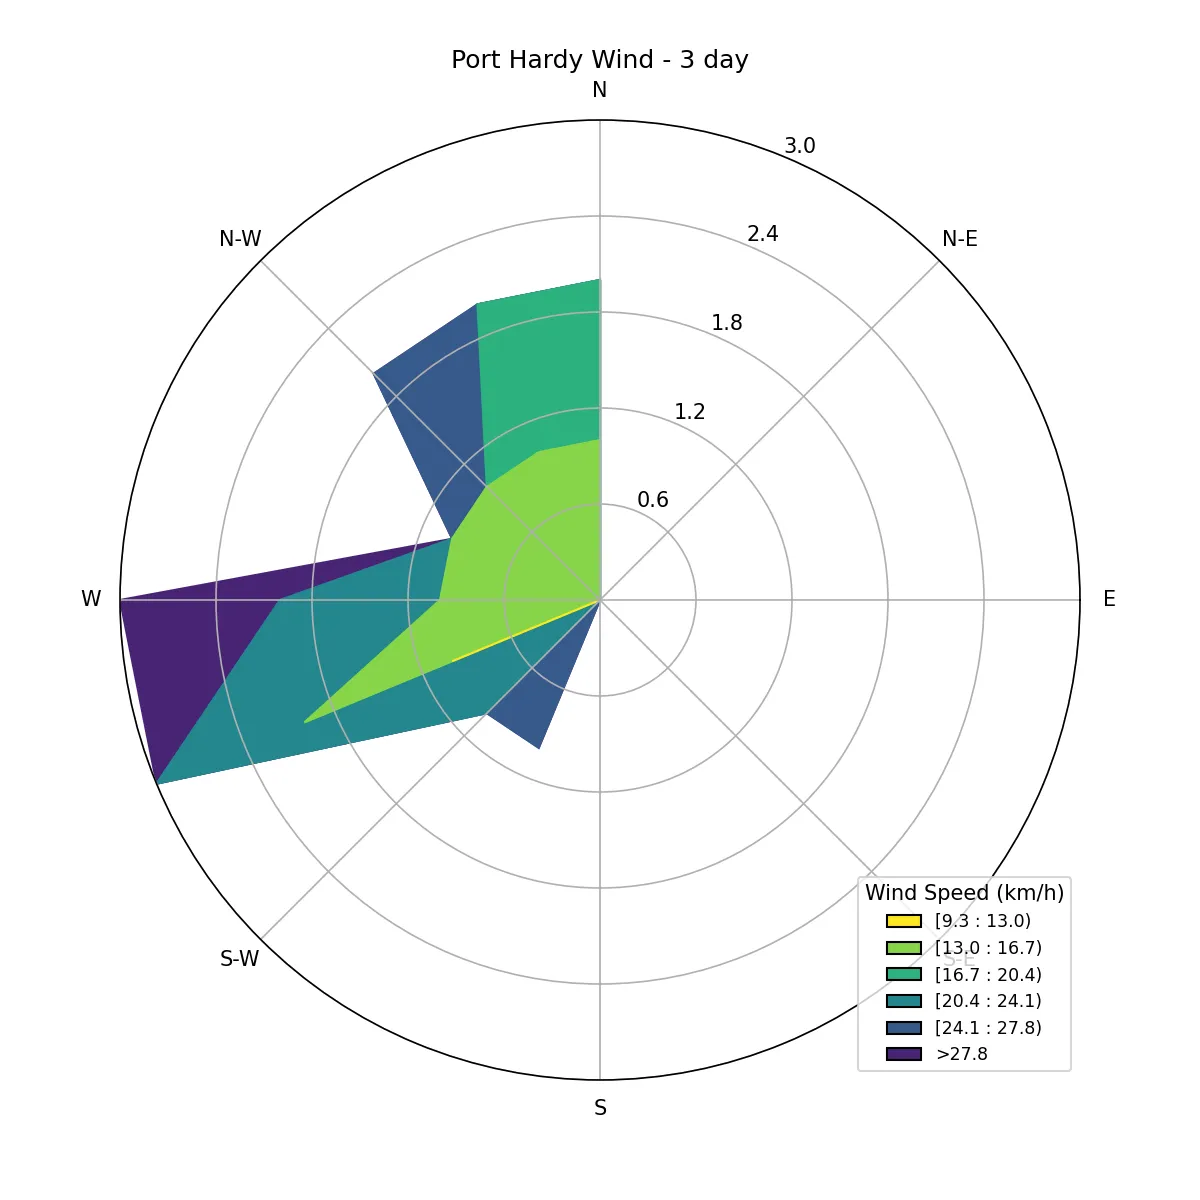 Port Hardy Wind - 3 day
N
3.0
N-W
N-E
2.4
1.8
1.2
0.6
W
E
Wind Speed (km/h)
[9.3 : 13.0)
[13.0 : 16.7)
S-W
S-E
[16.7 : 20.4)
[20.4 : 24.1)
[24.1 : 27.8)
>27.8
S